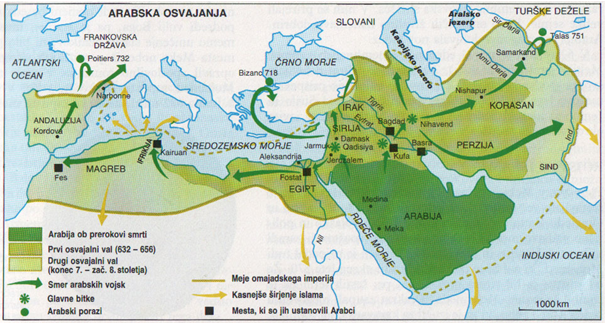 ARABSKA OSVAJANJA
SLOVANI
TURŠKE DEŽELE
FRANKOVSKA
DRŽAVA
Poitiers 732
ATLANTSKI
OCEAN
Narbonne
ANDALUZIJA
Kordova
Bizanc 718
ČRNO MORJE
Kaspijsko jezero
Aralsko
jezero
Sir Darja
Amu Darja
Talas 751
Samarkand
Nishapur
KORASAN
IRAK
Tigris
Evfrat
Bagdad
Nihavend
SIRIJA
Damask
Jarmuk
Qadisiya
Jeruzalem
Kufa
Basra
PERZIJA
Ind
SIND
SREDOZEMSKO MORJE
Aleksandrija
Fostat
EGIPT
Nil
IFRIKIJA
Kairuan
MAGREB
Fes
Medina
Meka
ARABIJA
RDEČE MORJE
INDIJSKI OCEAN
Arabija ob prerokovi smrti
Prvi osvajalni val (632 – 656)
Drugi osvajalni val
(konec 7. – zač. 8. stoletja)
Smer arabskih vojsk
Glavne bitke
Arabski porazi
Meje omajadskega imperija
Kasnejše širjenje islama
Mesta, ki so jih ustanovili Arabci
1000 km